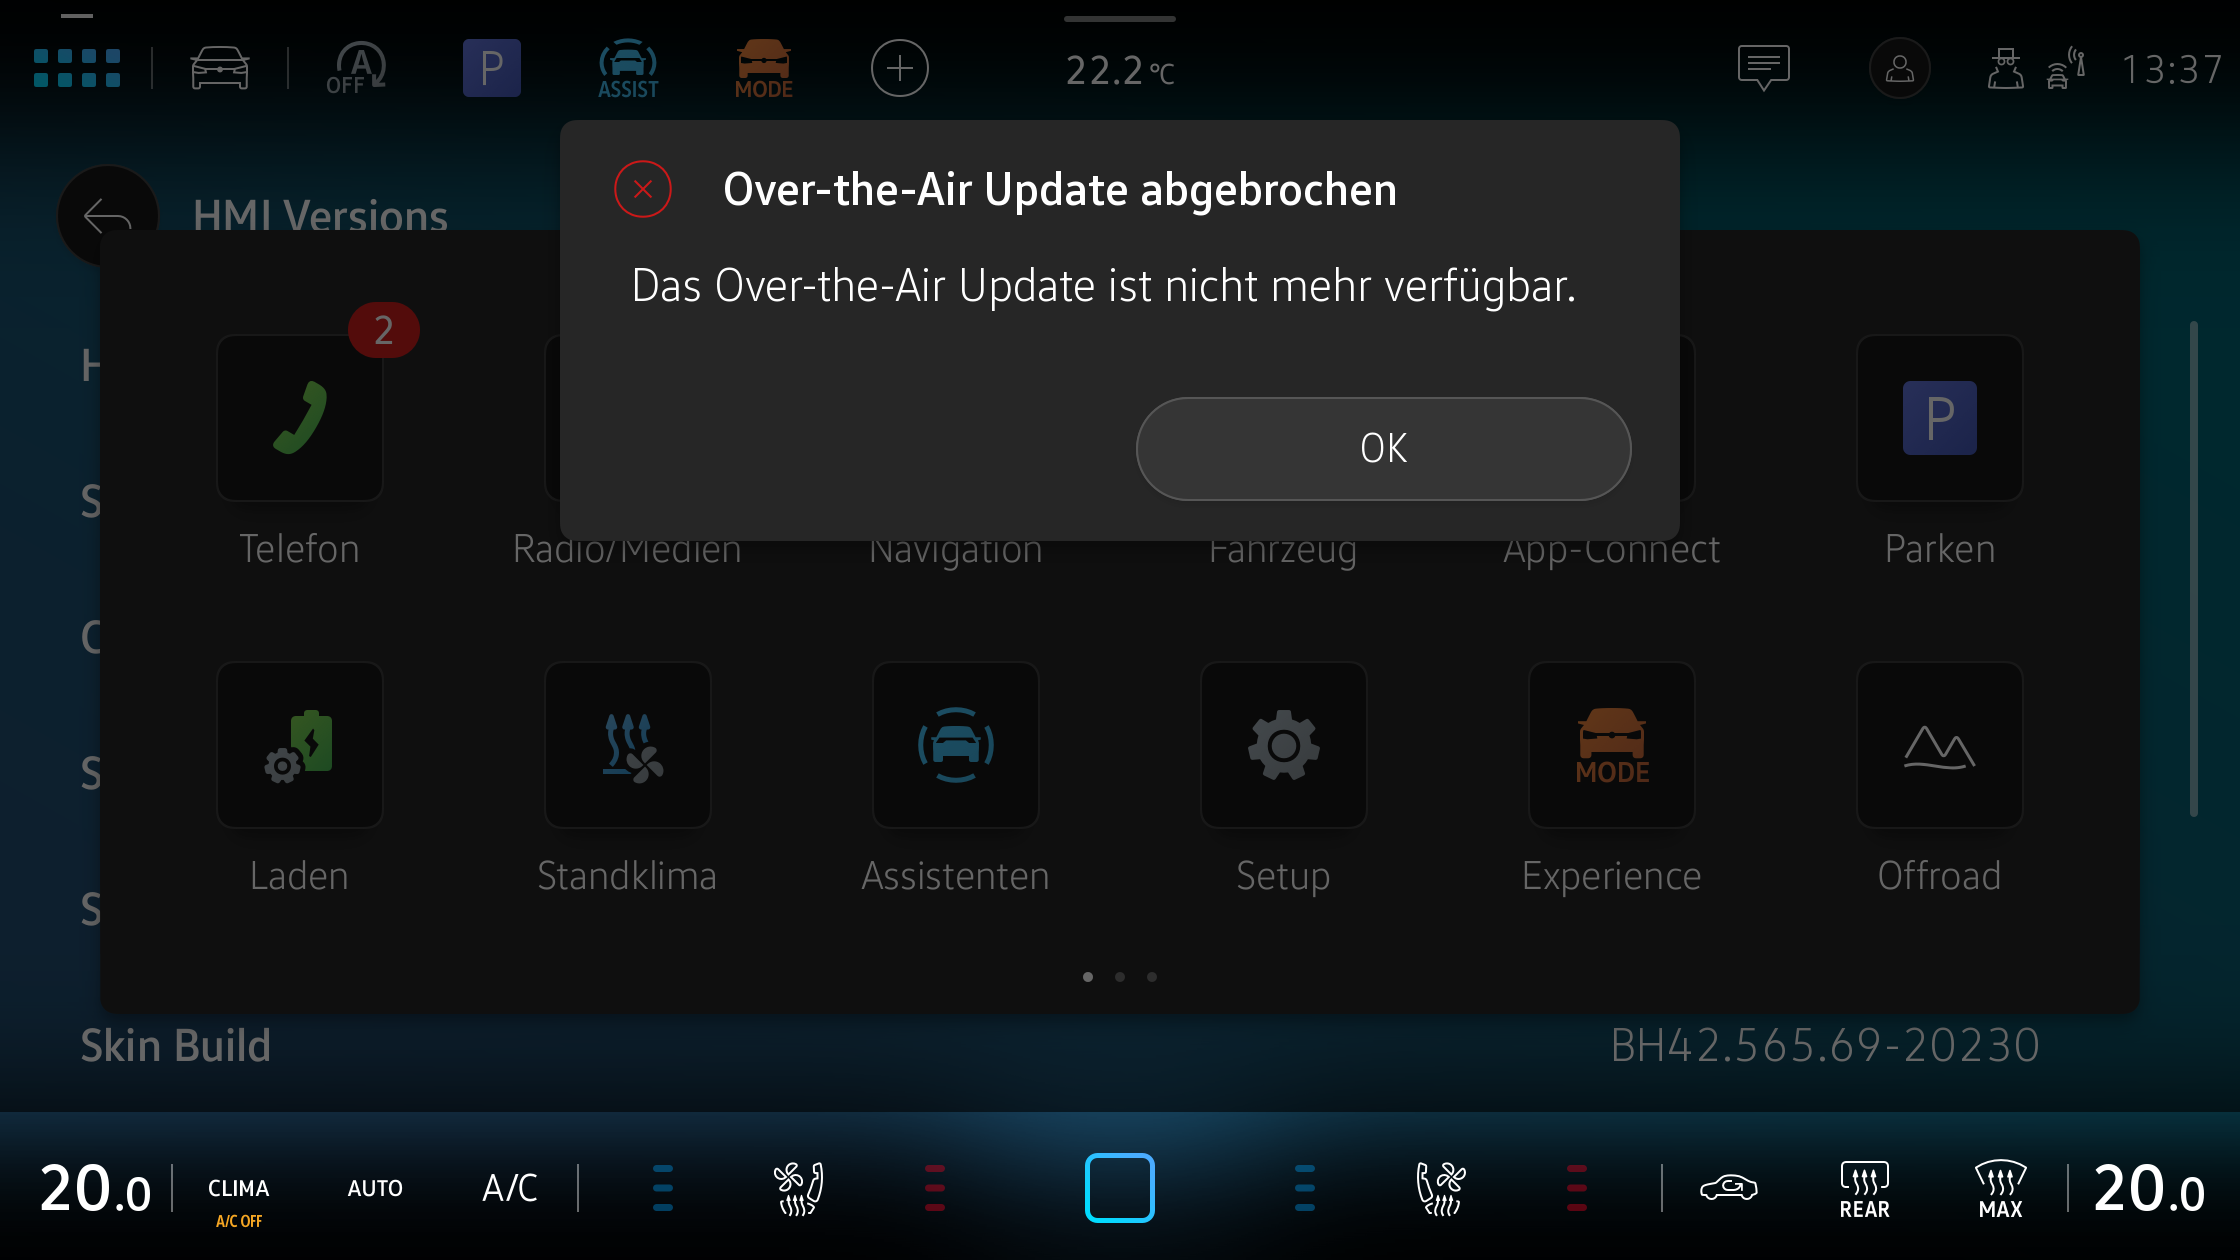 A
OFF
P
ASSIST
MODE
22.2 °C
13:37
Over-the-Air Update abgebrochen
HMI Versions
Das Over-the-Air Update ist nicht mehr verfügbar.
2
OK
P
Telefon
Radio/Medien
Navigation
Fahrzeug
App-Connect
Parken
MODE
Laden
Standklima
Assistenten
Setup
Experience
Offroad
Skin Build
BH42.565.69-20230
20.0
CLIMA
A/C OFF
AUTO
A/C
REAR
MAX
20.0